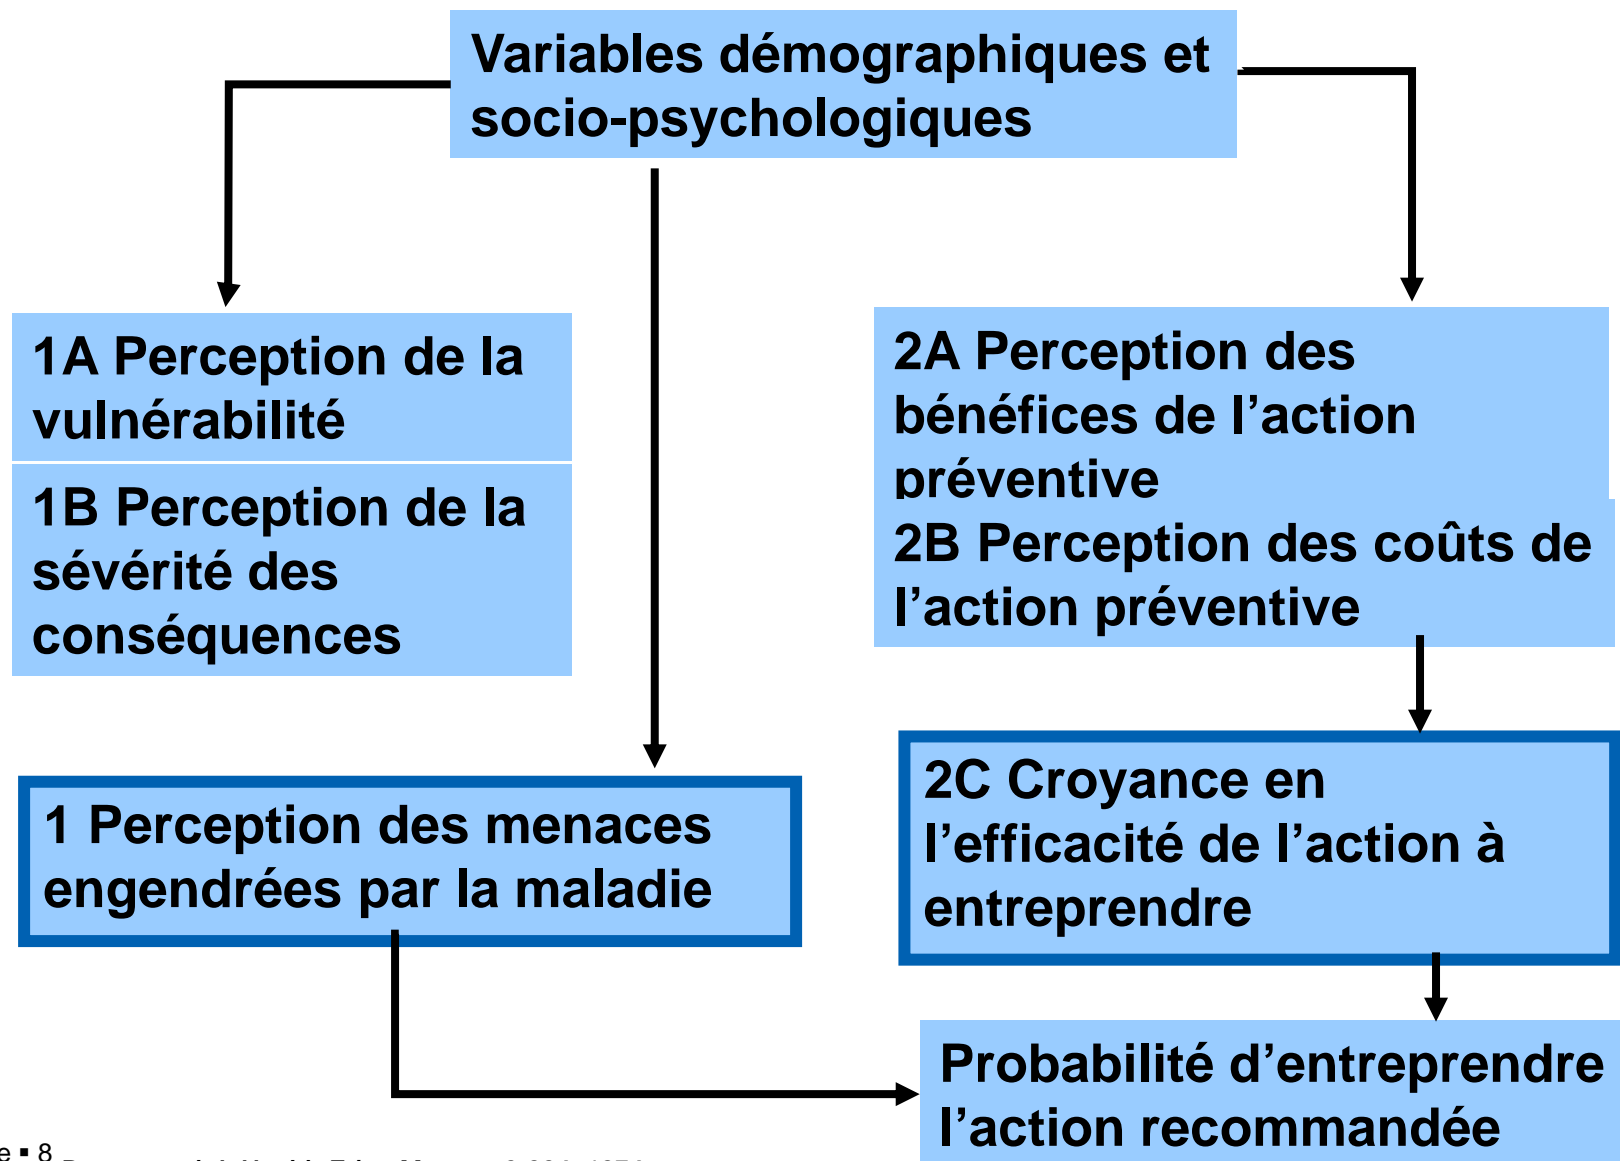 Variables démographiques et
socio-psychologiques
1A Perception de la
vulnérabilité
1B Perception de la
sévérité des
conséquences
2A Perception des
bénéfices de l’action
préventive
2B Perception des coûts de
l’action préventive
1 Perception des menaces
engendrées par la maladie
2C Croyance en
l’efficacité de l’action à
entreprendre
Probabilité d’entreprendre
l’action recommandée
e ▪ 8